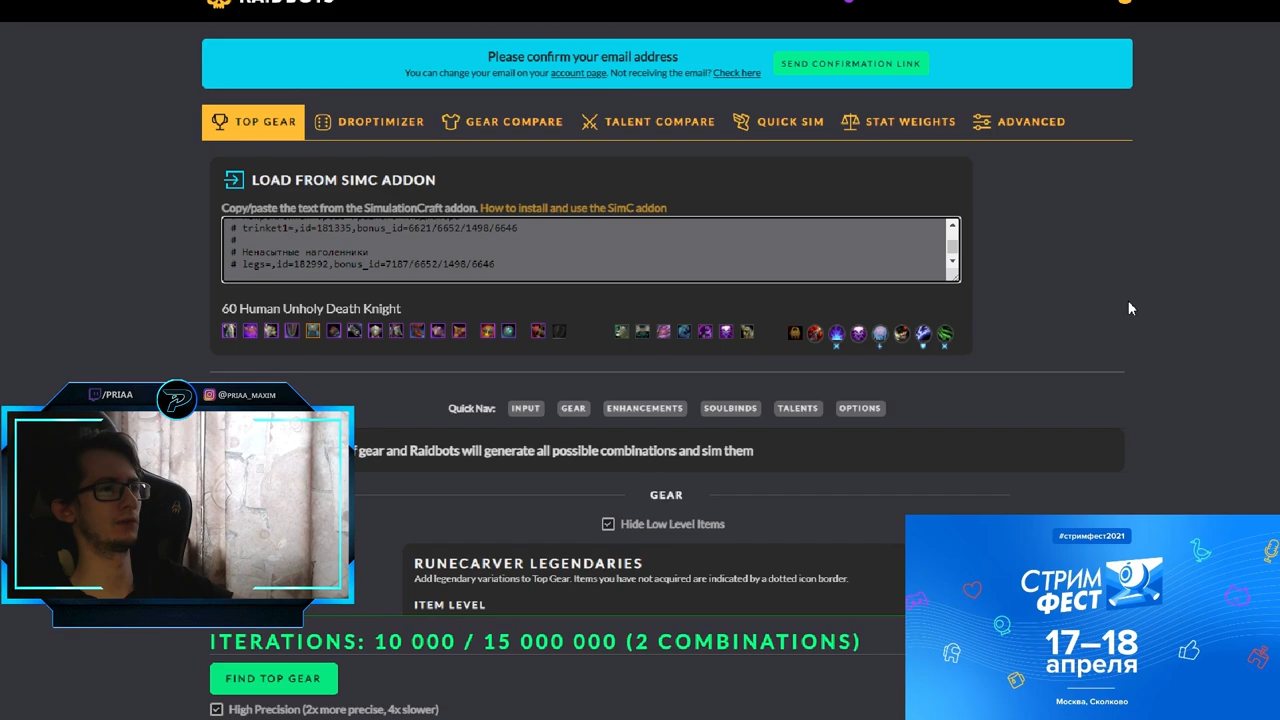 RAIDBOTS
Please confirm your email address
You can change your email on your account page. Not receiving the email? Check here
SEND CONFIRMATION LINK
TOP GEAR
DROPTIMIZER
GEAR COMPARE
TALENT COMPARE
QUICK SIM
STAT WEIGHTS
ADVANCED
LOAD FROM SIMC ADDON
Copy/paste the text from the SimulationCraft addon. How to install and use the SimC addon
# trinket1=,id=181335,bonus_id=6621/6652/1498/6646
#
# Ненасытные наголенники
# legs=,id=182992,bonus_id=7187/6652/1498/6646
60 Human Unholy Death Knight
Quick Nav:
INPUT
GEAR
ENHANCEMENTS
SOULBINDS
TALENTS
OPTIONS
/PRIAA
@PRIAA_MAXIM
f gear and Raidbots will generate all possible combinations and sim them
GEAR
Hide Low Level Items
RUNECARVER LEGENDARIES
Add legendary variations to Top Gear. Items you have not acquired are indicated by a dotted icon border.
ITEM LEVEL
ITERATIONS: 10 000 / 15 000 000 (2 COMBINATIONS)
FIND TOP GEAR
High Precision (2x more precise, 4x slower)
#стримфест2021
СТРИМ
ФЕСТ
17–18
апреля
Москва, Сколково